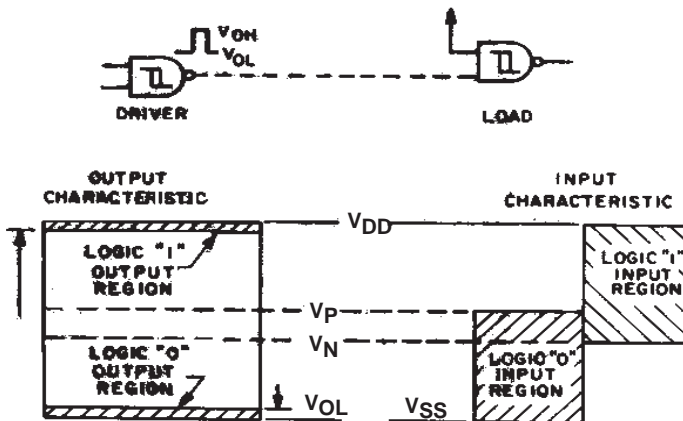 VOH
VOL
DRIVER
LOAD
OUTPUT
CHARACTERISTIC
INPUT
CHARACTERISTIC
VDD
LOGIC "1"
OUTPUT
REGION
LOGIC "1"
INPUT
REGION
VP
VN
LOGIC "0"
OUTPUT
REGION
LOGIC "0"
INPUT
REGION
VOL
VSS